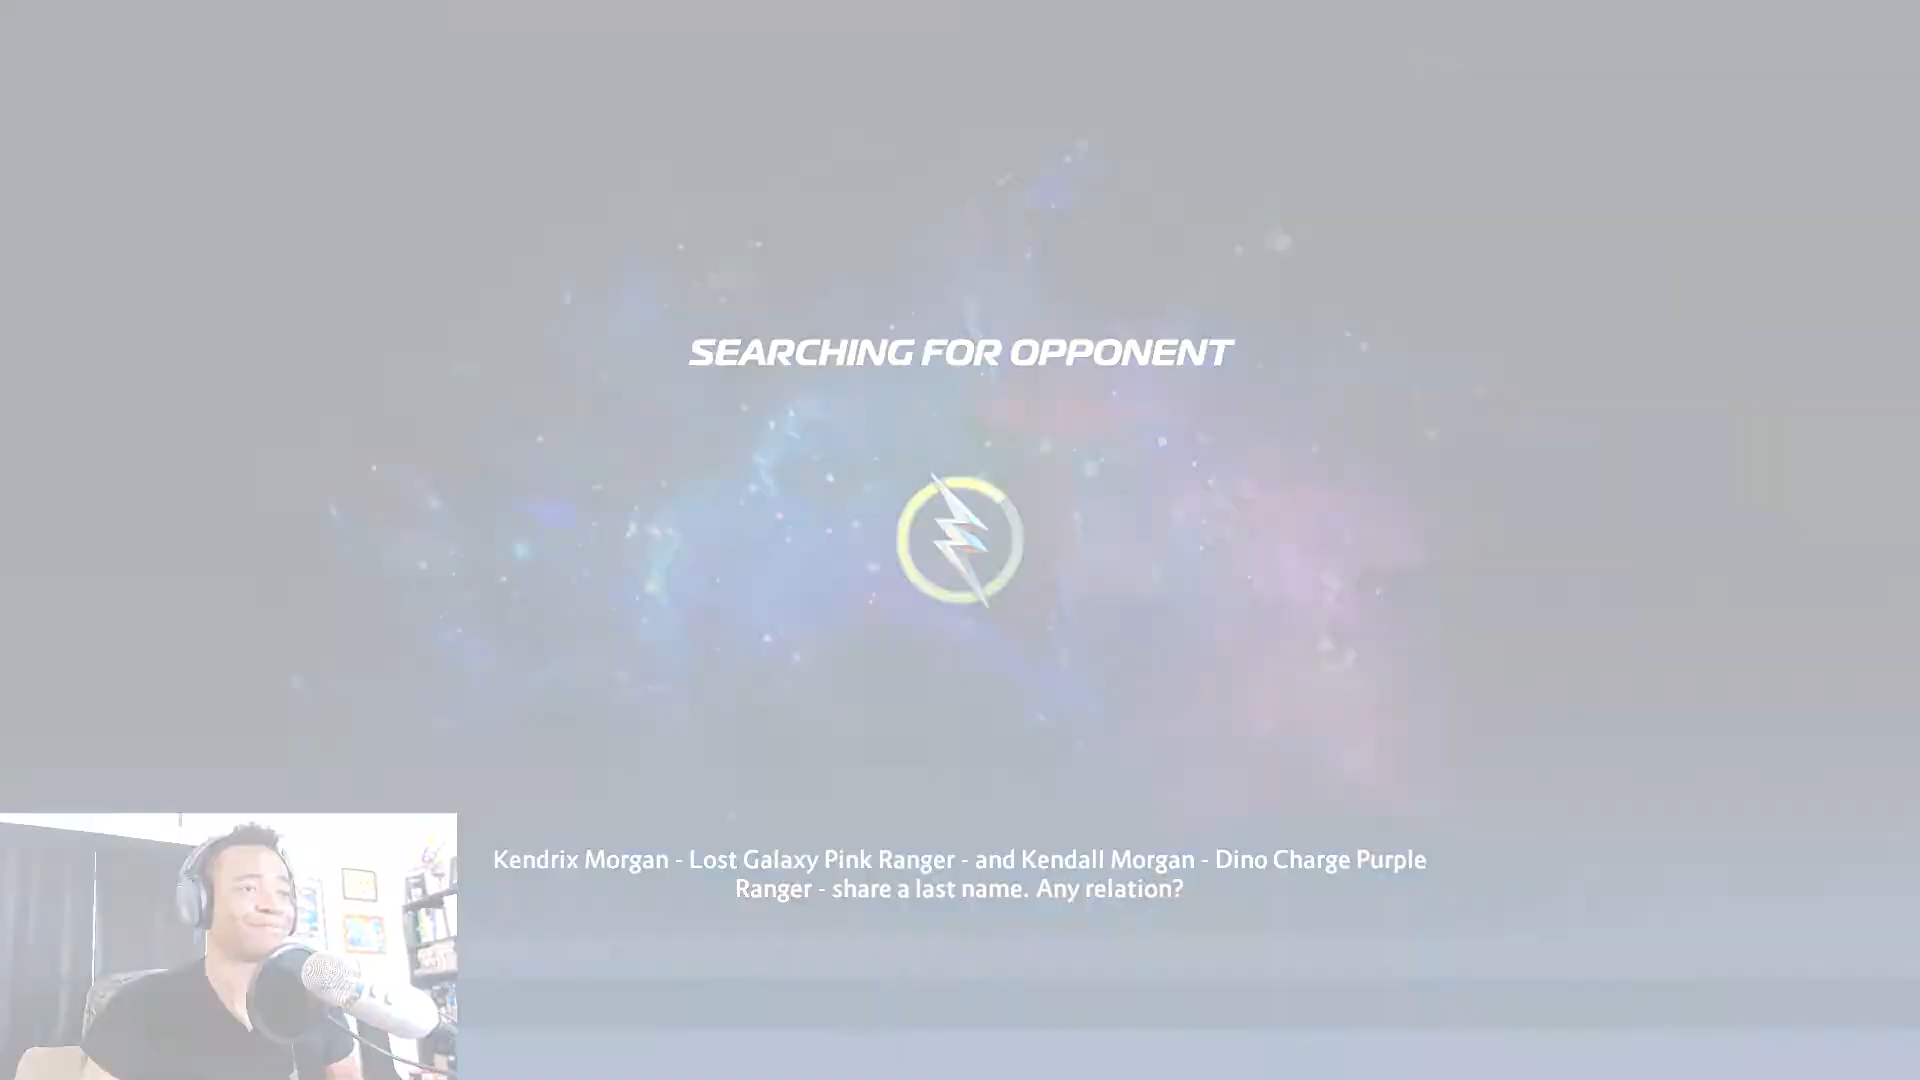 SEARCHING FOR OPPONENT
Kendrix Morgan - Lost Galaxy Pink Ranger - and Kendall Morgan - Dino Charge Purple
Ranger - share a last name. Any relation?